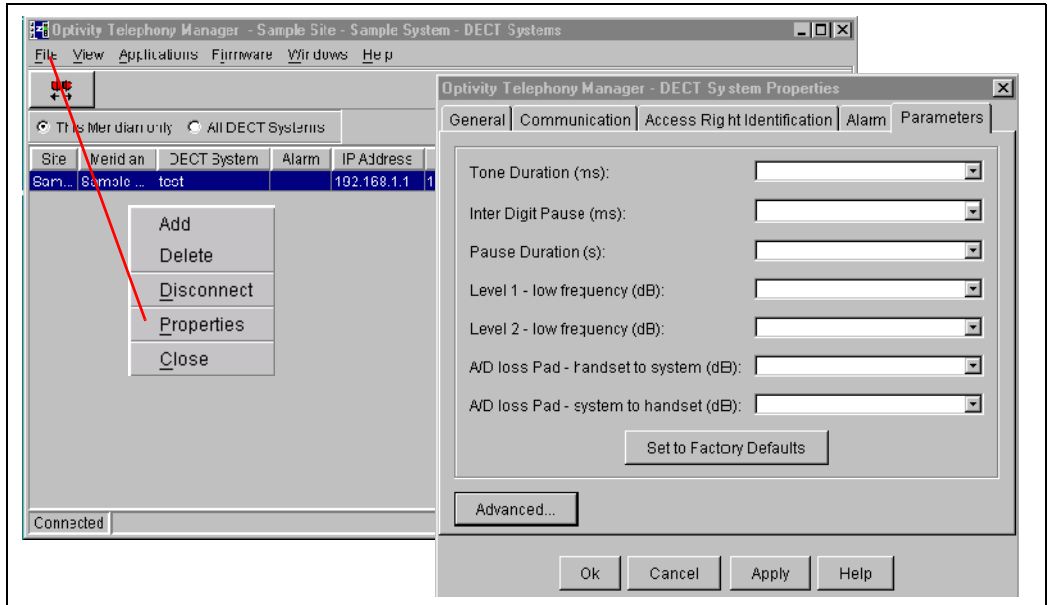 Optivity Telephony Manager - Sample Site - Sample System - DECT Systems
File View Applications Firmware Windows Help
This Meridian only All DECT Systems
Site Meridian DECT System Alarm IP Address
Sam... Sample ... test 192.168.1.1 1
Add
Delete
Disconnect
Properties
Close
Connected
Optivity Telephony Manager - DECT System Properties
General Communication Access Right Identification Alarm Parameters
Tone Duration (ms):
Inter Digit Pause (ms):
Pause Duration (s):
Level 1 - low frequency (dB):
Level 2 - low frequency (dB):
A/D loss Pad - handset to system (dB):
A/D loss Pad - system to handset (dB):
Set to Factory Defaults
Advanced...
Ok Cancel Apply Help